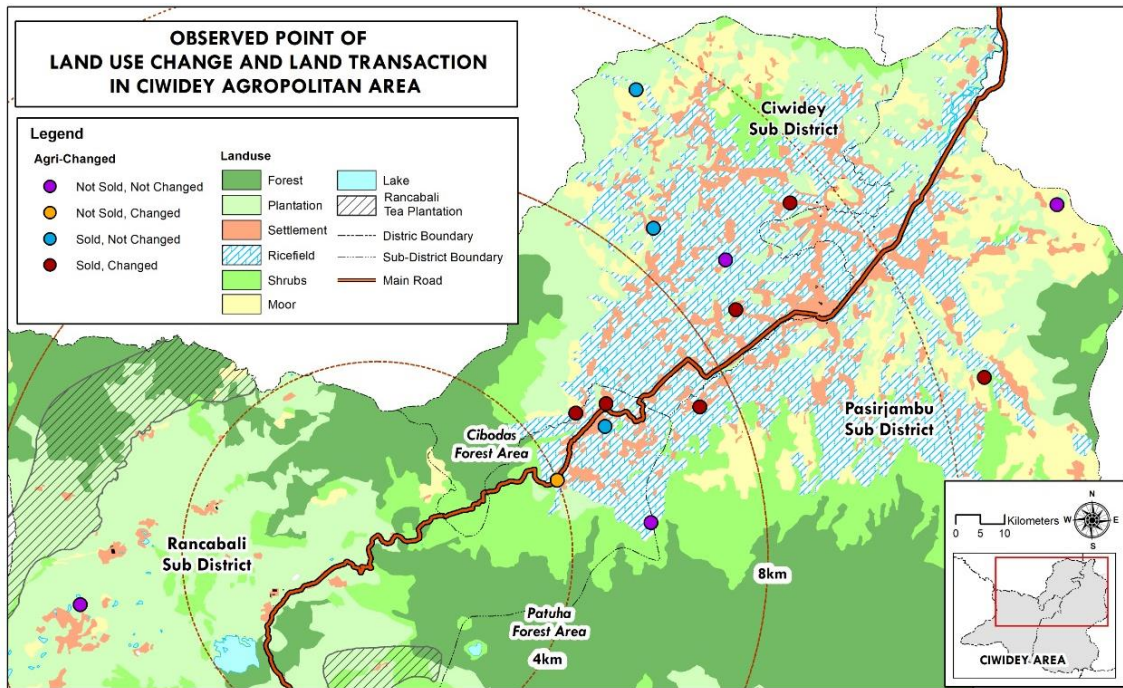 OBSERVED POINT OF
LAND USE CHANGE AND LAND TRANSACTION
IN CIWIDEY AGROPOLITAN AREA
Legend
Agri-Changed
Not Sold, Not Changed
Not Sold, Changed
Sold, Not Changed
Sold, Changed
Landuse
Forest
Plantation
Settlement
Ricefield
Shrubs
Moor
Lake
Rancabali
Tea Plantation
Distric Boundary
Sub-District Boundary
Main Road
Ciwidey
Sub District
Pasirjambu
Sub District
Cibodas
Forest Area
Rancabali
Sub District
8km
Patuha
Forest Area
4km
Kilometers
0 5 10
N
W E
S
CIWIDEY AREA